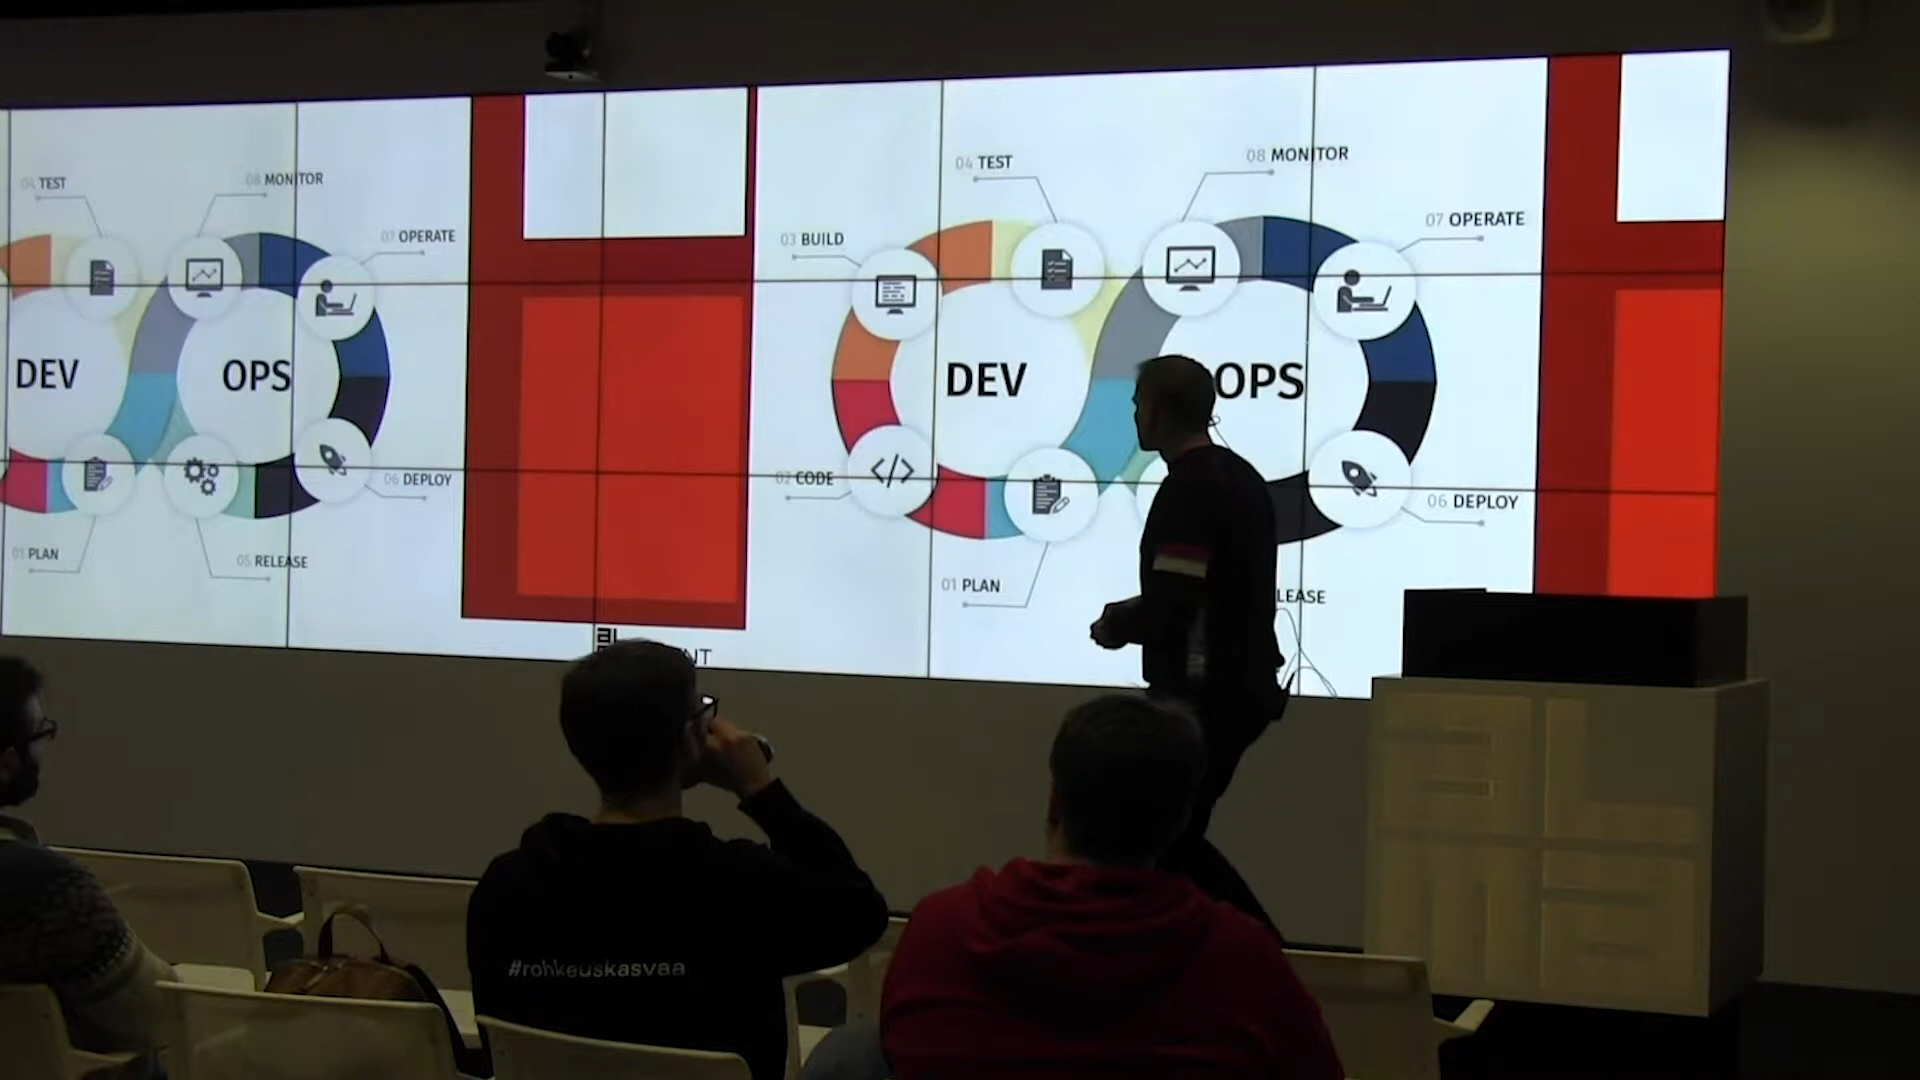 04 TEST
08 MONITOR
07 OPERATE
DEV
OPS
06 DEPLOY
01 PLAN
05 RELEASE
04 TEST
08 MONITOR
03 BUILD
07 OPERATE
DEV
OPS
02 CODE
06 DEPLOY
01 PLAN
LEASE
#rohkeuskasvaa